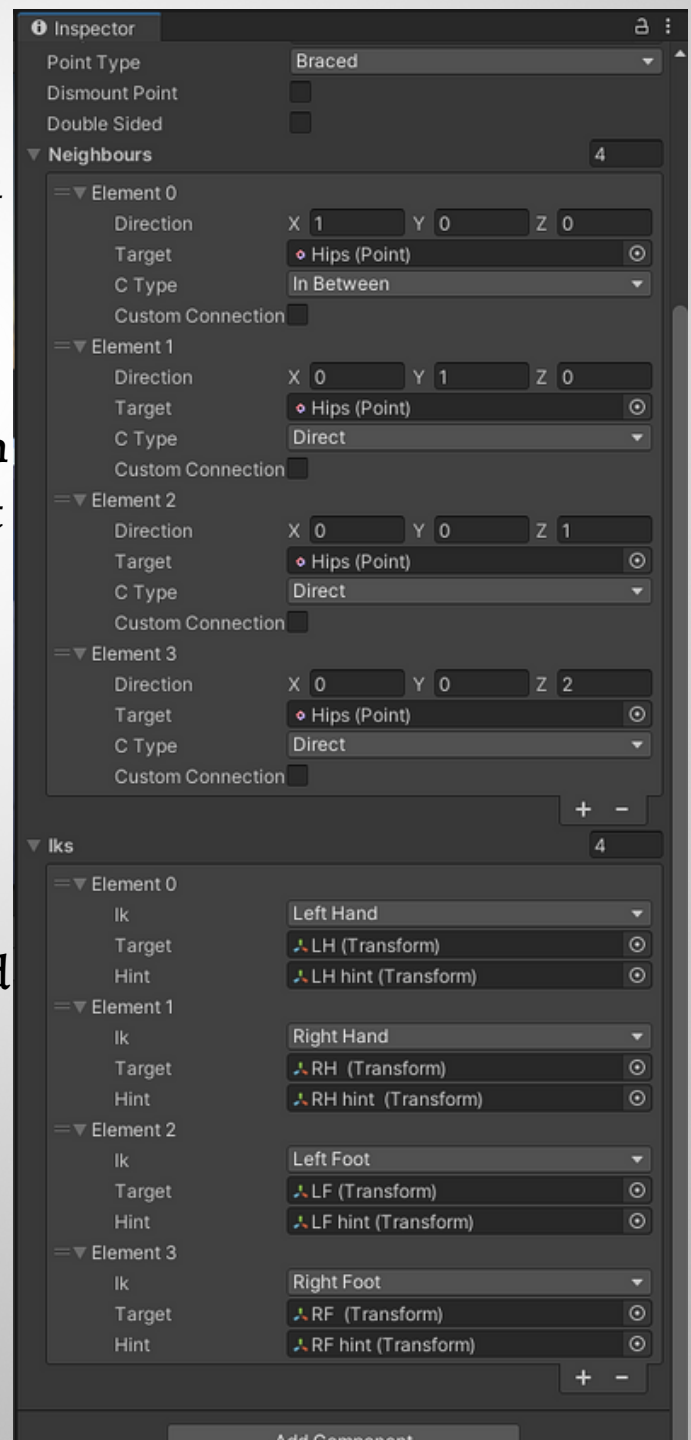 Inspector
Point Type Braced
Dismount Point
Double Sided
Neighbours 4
Element 0
Direction X 1 Y 0 Z 0
Target Hips (Point)
C Type In Between
Custom Connection
Element 1
Direction X 0 Y 1 Z 0
Target Hips (Point)
C Type Direct
Custom Connection
Element 2
Direction X 0 Y 0 Z 1
Target Hips (Point)
C Type Direct
Custom Connection
Element 3
Direction X 0 Y 0 Z 2
Target Hips (Point)
C Type Direct
Custom Connection
+ -
Iks 4
Element 0
Ik Left Hand
Target LH (Transform)
Hint LH hint (Transform)
Element 1
Ik Right Hand
Target RH (Transform)
Hint RH hint (Transform)
Element 2
Ik Left Foot
Target LF (Transform)
Hint LF hint (Transform)
Element 3
Ik Right Foot
Target RF (Transform)
Hint RF hint (Transform)
+ -
Add Component